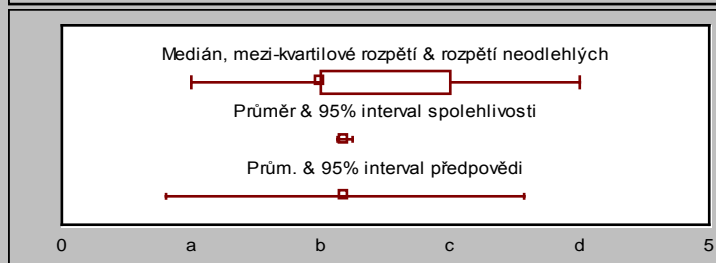 Medián, mezi-kvartilové rozpětí & rozpětí neodlehlých
Průměr & 95% interval spolehlivosti
Prům. & 95% interval předpovědi
0 a b c d 5